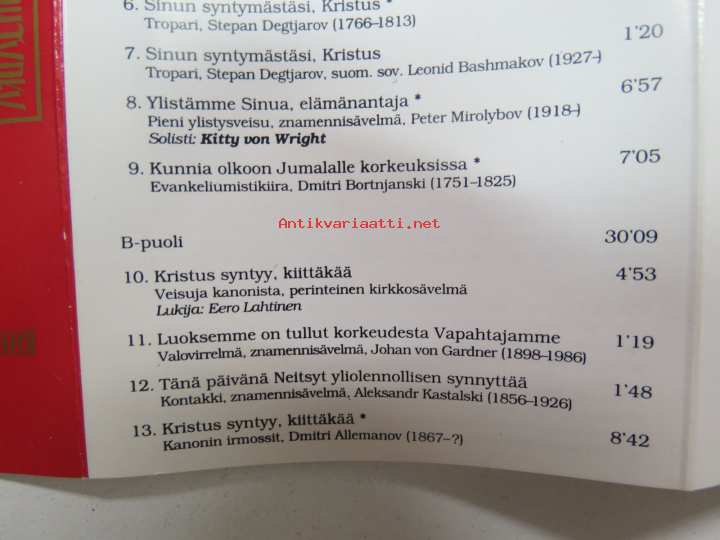 6. Sinun syntymästäsi, Kristus *
Tropari, Stepan Degtjarov (1766–1813)
1'20
7. Sinun syntymästäsi, Kristus
Tropari, Stepan Degtjarov, suom. sov. Leonid Bashmakov (1927–)
6'57
8. Ylistämme Sinua, elämänantaja *
Pieni ylistysveisu, znamennisävelmä, Peter Mirolybov (1918–)
Solisti: Kitty von Wright
9. Kunnia olkoon Jumalalle korkeuksissa *
7'05
Evankeliumistikiira, Dmitri Bortnjanski (1751–1825)
Antikvariaatti.net
B-puoli
30'09
10. Kristus syntyy, kiittäkää
4'53
Veisuja kanonista, perinteinen kirkkosävelmä
Lukija: Eero Lahtinen
11. Luoksemme on tullut korkeudesta Vapahtajamme
1'19
Valovirrelmä, znamennisävelmä, Johan von Gardner (1898–1986)
12. Tänä päivänä Neitsyt yliolennollisen synnyttää
1'48
Kontakki, znamennisävelmä, Aleksandr Kastalski (1856–1926)
13. Kristus syntyy, kiittäkää *
8'42
Kanonin irmossit, Dmitri Allemanov (1867–?)